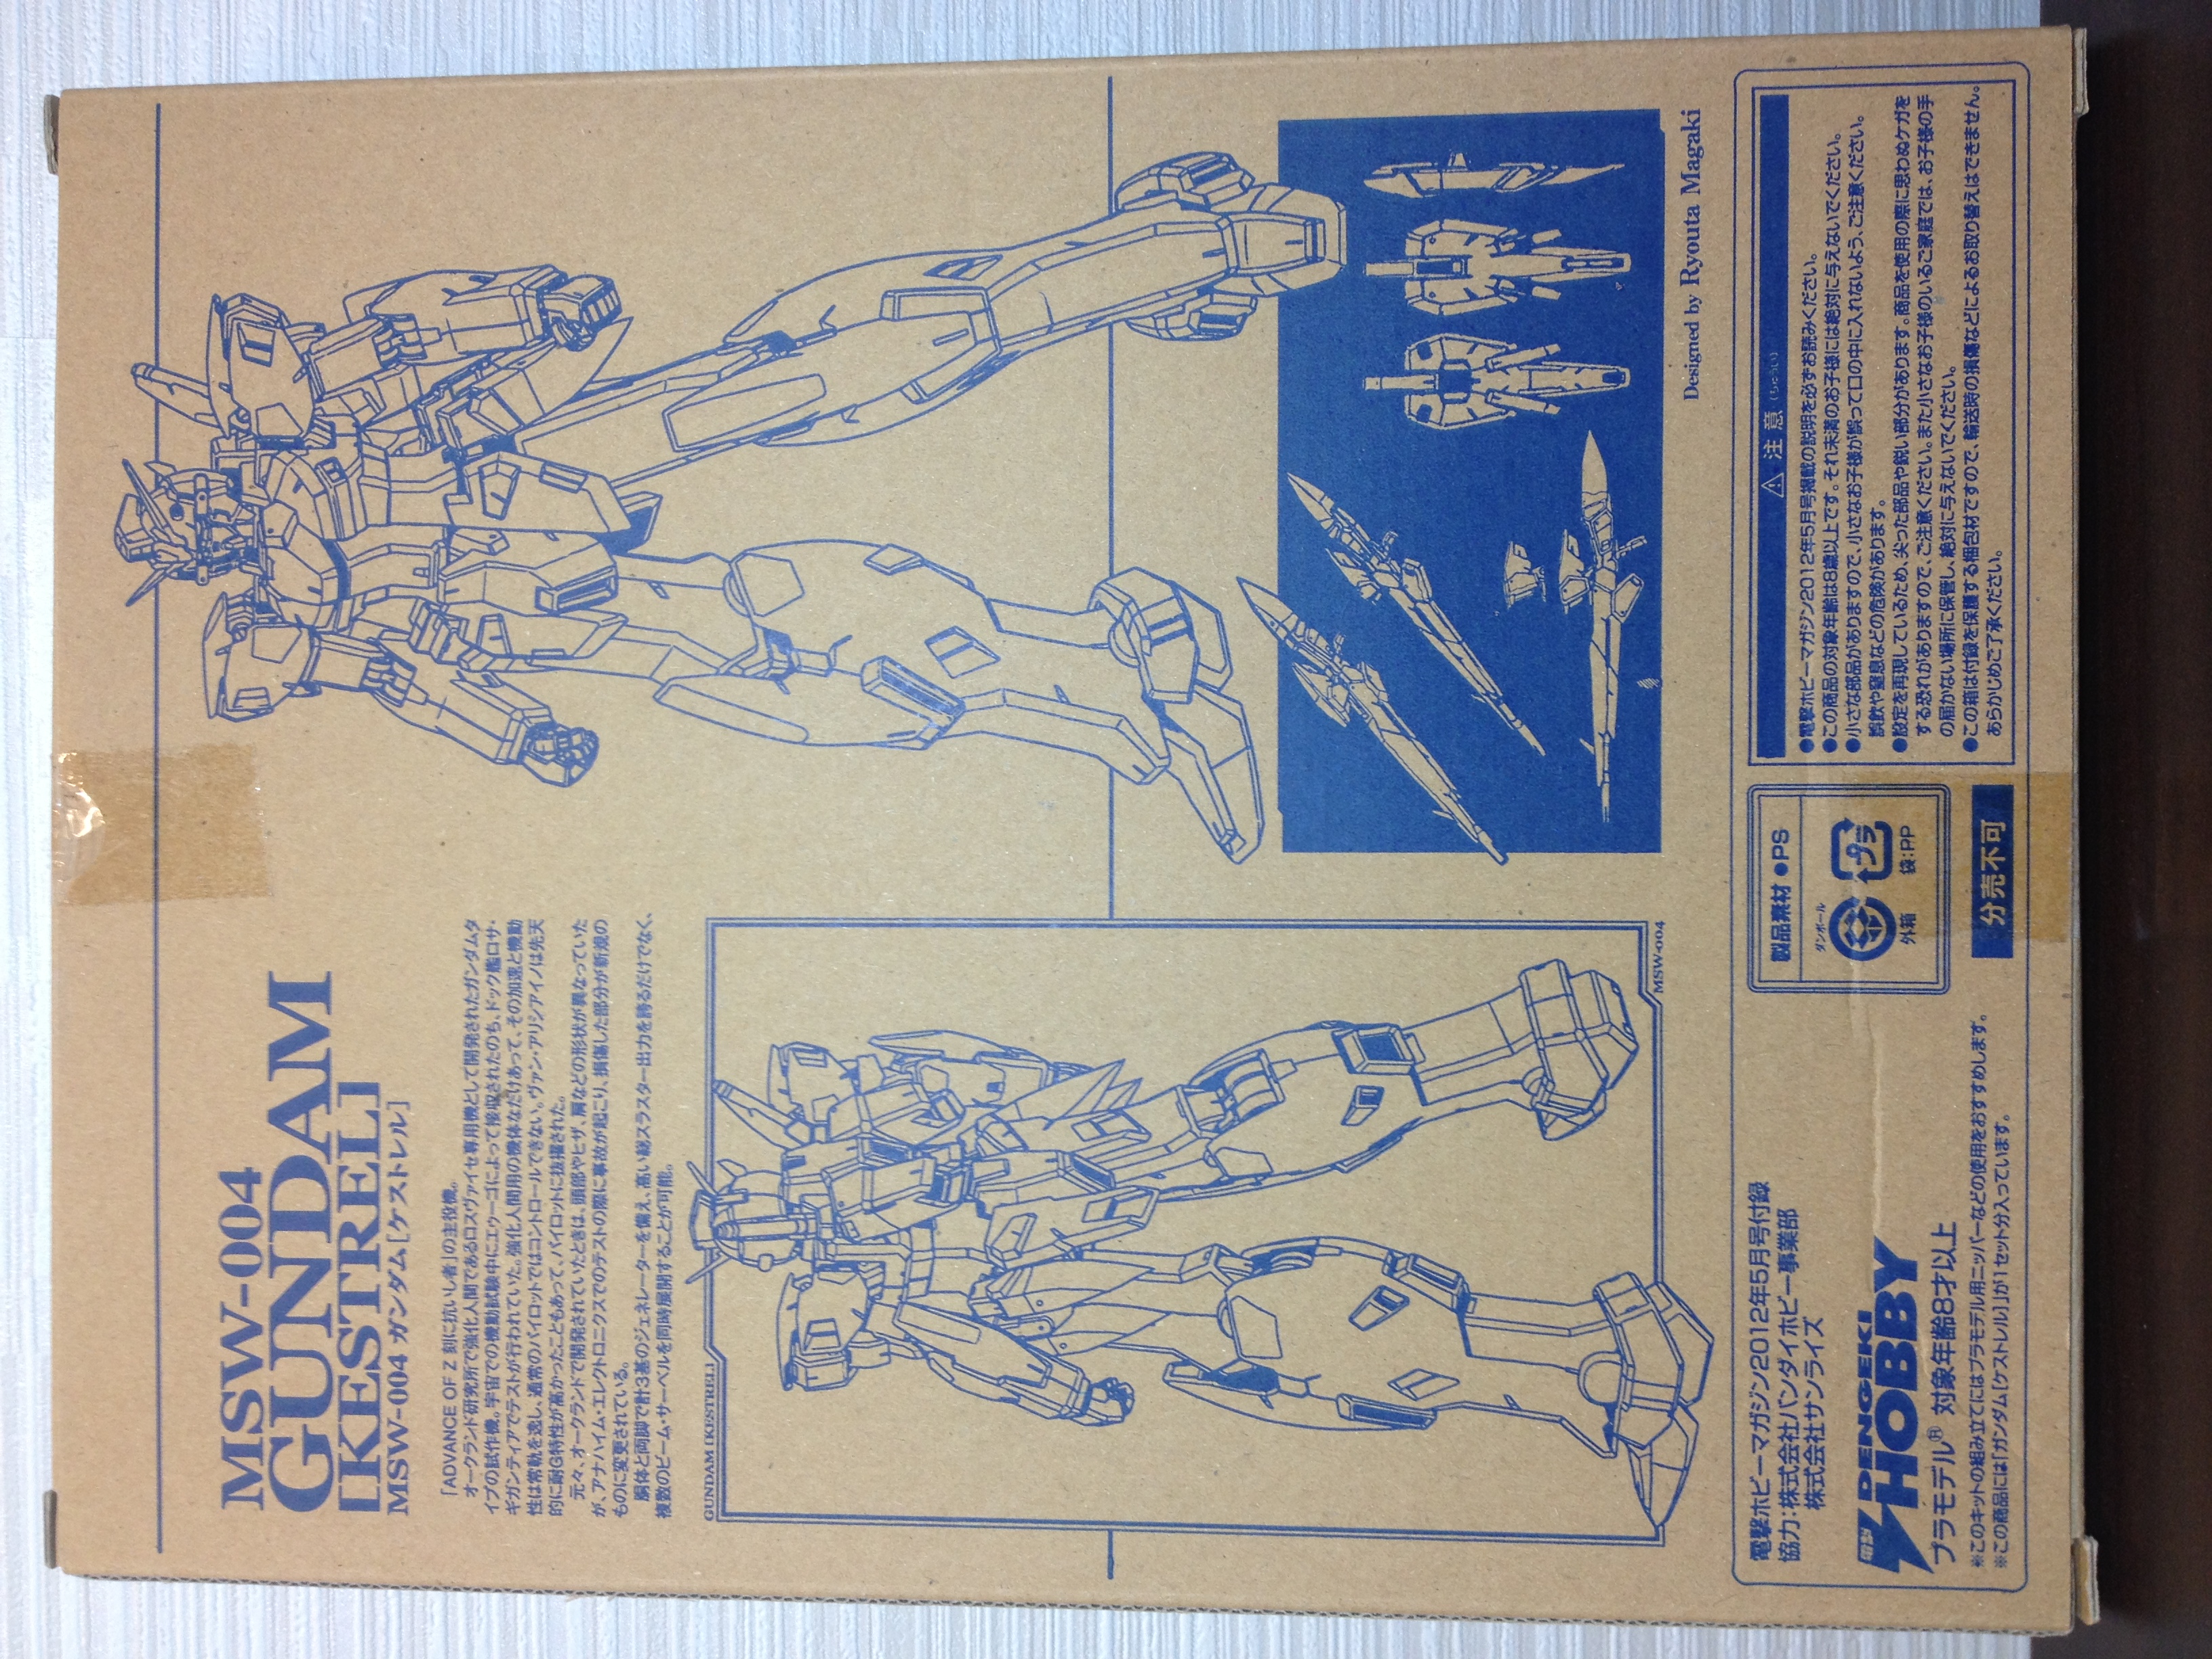 MSW-004
GUNDAM
[KESTREL]
MSW-004 ガンダム[ケストレル]
「ADVANCE OF Z 刻に抗いし者」の主役機。
オークランド研究所で強化人間であるロスヴァイセ専用機として開発されたガンダムタ
イプの試作機。宇宙での機動試験中にエゥーゴによって接収されたのち、ドック艦ロサ・
ギガンティアでテストが行われていた。強化人間用の機体なだけあって、その加速と機動
性は常軌を逸し、通常のパイロットではコントロールできない。ヴァン・アリシアイノは先天
的に耐G特性が高かったこともあって、パイロットに抜擢された。
元々、オークランドで開発されていたときは、頭部やヒザ、肩などの形状が異なっていた
が、アナハイム・エレクトロニクスでのテストの際に事故が起こり、損傷した部分が新規の
ものに変更されている。
胴体と両脚で計3基のジェネレーターを備え、高い総スラスター出力を誇るだけでなく、
複数のビーム・サーベルを同時展開することが可能。
GUNDAM [KESTREL]
MSW-004
Designed by Ryouta Magaki
電撃ホビーマガジン2012年5月号付録
協力:株式会社バンダイホビー事業部
株式会社サンライズ
電撃
DENGEKI
HOBBY
プラモデル® 対象年齢8才以上
※このキットの組み立てにはプラモデル用ニッパーなどの使用をおすすめします。
※この商品には「ガンダム[ケストレル]」が1セット分入っています。
製品素材 ●PS
ダンボール
プラ
外箱
袋:PP
分売不可
⚠ 注意 (ちゅうい)
●電撃ホビーマガジン2012年5月号掲載の説明を必ずお読みください。
●この商品の対象年齢は8歳以上です。それ未満のお子様には絶対に与えないでください。
●小さな部品がありますので、小さなお子様が誤って口の中に入れないよう、ご注意ください。
誤飲や窒息などの危険があります。
●設定を再現しているため、尖った部品や鋭い部分があります。商品を使用の際に思わぬケガを
する恐れがありますので、ご注意ください。また小さなお子様のいるご家庭では、お子様の手
の届かない場所に保管し、絶対に与えないでください。
●この箱は付録を保護する梱包材ですので、輸送時の損傷などによるお取り替えはできません。
あらかじめご了承ください。